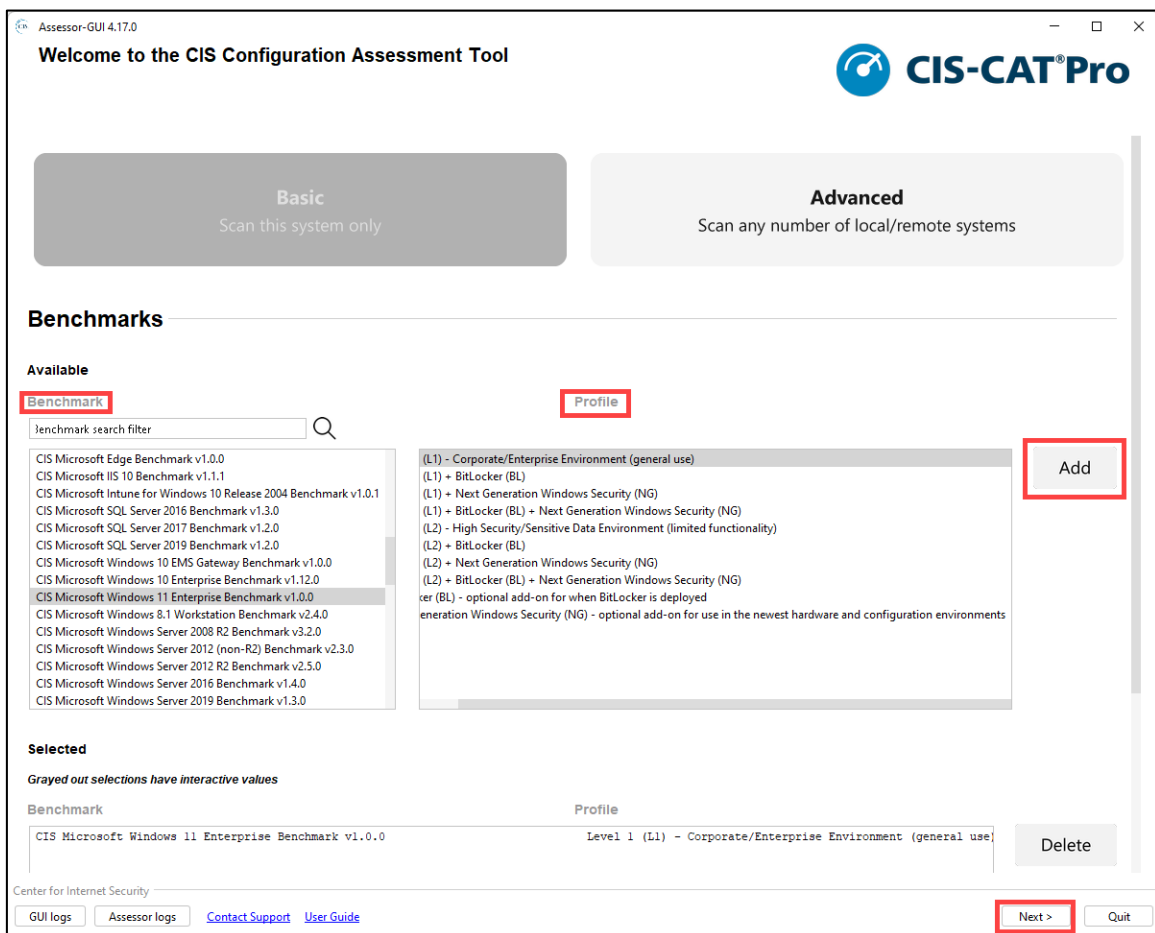 Assessor-GUI 4.17.0
Welcome to the CIS Configuration Assessment Tool
CIS-CAT®Pro
Basic
Scan this system only
Advanced
Scan any number of local/remote systems
Benchmarks
Available
Benchmark
Profile
Benchmark search filter
CIS Microsoft Edge Benchmark v1.0.0
CIS Microsoft IIS 10 Benchmark v1.1.1
CIS Microsoft Intune for Windows 10 Release 2004 Benchmark v1.0.1
CIS Microsoft SQL Server 2016 Benchmark v1.3.0
CIS Microsoft SQL Server 2017 Benchmark v1.2.0
CIS Microsoft SQL Server 2019 Benchmark v1.2.0
CIS Microsoft Windows 10 EMS Gateway Benchmark v1.0.0
CIS Microsoft Windows 10 Enterprise Benchmark v1.12.0
CIS Microsoft Windows 11 Enterprise Benchmark v1.0.0
CIS Microsoft Windows 8.1 Workstation Benchmark v2.4.0
CIS Microsoft Windows Server 2008 R2 Benchmark v3.2.0
CIS Microsoft Windows Server 2012 (non-R2) Benchmark v2.3.0
CIS Microsoft Windows Server 2012 R2 Benchmark v2.5.0
CIS Microsoft Windows Server 2016 Benchmark v1.4.0
CIS Microsoft Windows Server 2019 Benchmark v1.3.0
(L1) - Corporate/Enterprise Environment (general use)
(L1) + BitLocker (BL)
(L1) + Next Generation Windows Security (NG)
(L1) + BitLocker (BL) + Next Generation Windows Security (NG)
(L2) - High Security/Sensitive Data Environment (limited functionality)
(L2) + BitLocker (BL)
(L2) + Next Generation Windows Security (NG)
(L2) + BitLocker (BL) + Next Generation Windows Security (NG)
ker (BL) - optional add-on for when BitLocker is deployed
eneration Windows Security (NG) - optional add-on for use in the newest hardware and configuration environments
Add
Selected
Grayed out selections have interactive values
Benchmark
Profile
CIS Microsoft Windows 11 Enterprise Benchmark v1.0.0
Level 1 (L1) - Corporate/Enterprise Environment (general use)
Delete
Center for Internet Security
GUI logs
Assessor logs
Contact Support
User Guide
Next >
Quit